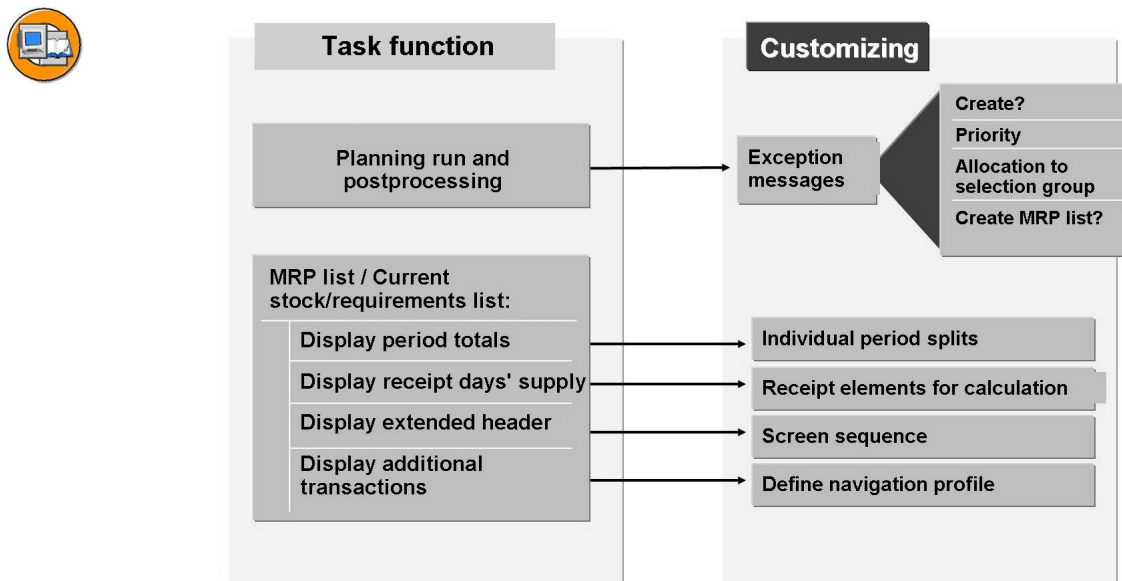 Task function
Customizing
Planning run and
postprocessing
Exception
messages
Create?
Priority
Allocation to
selection group
Create MRP list?
MRP list / Current
stock/requirements list:
Display period totals
Individual period splits
Display receipt days' supply
Receipt elements for calculation
Display extended header
Screen sequence
Display additional
transactions
Define navigation profile